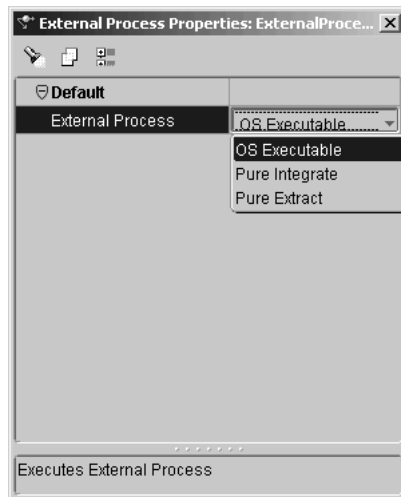 External Process Properties: ExternalProce...
Default
External Process OS Executable
OS Executable
Pure Integrate
Pure Extract
Executes External Process